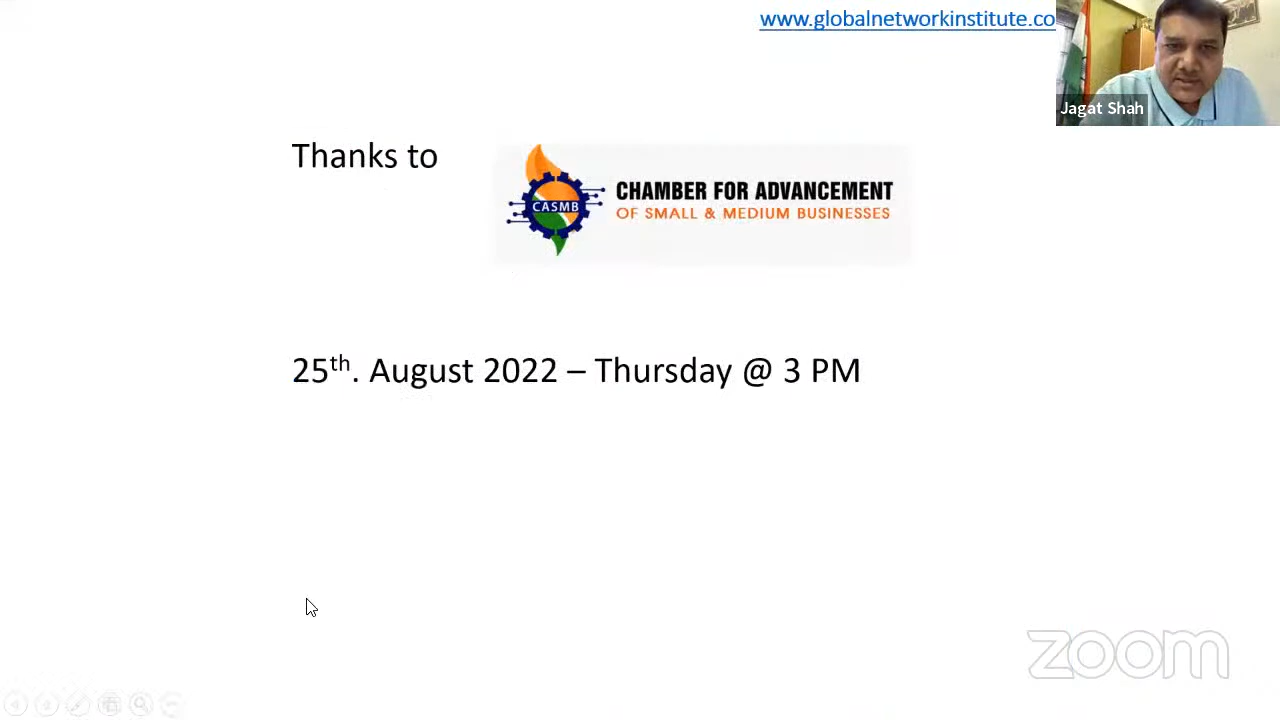 www.globalnetworkinstitute.co
Jagat Shah
Thanks to
CASMB
CHAMBER FOR ADVANCEMENT
OF SMALL & MEDIUM BUSINESSES
25th. August 2022 – Thursday @ 3 PM
zoom